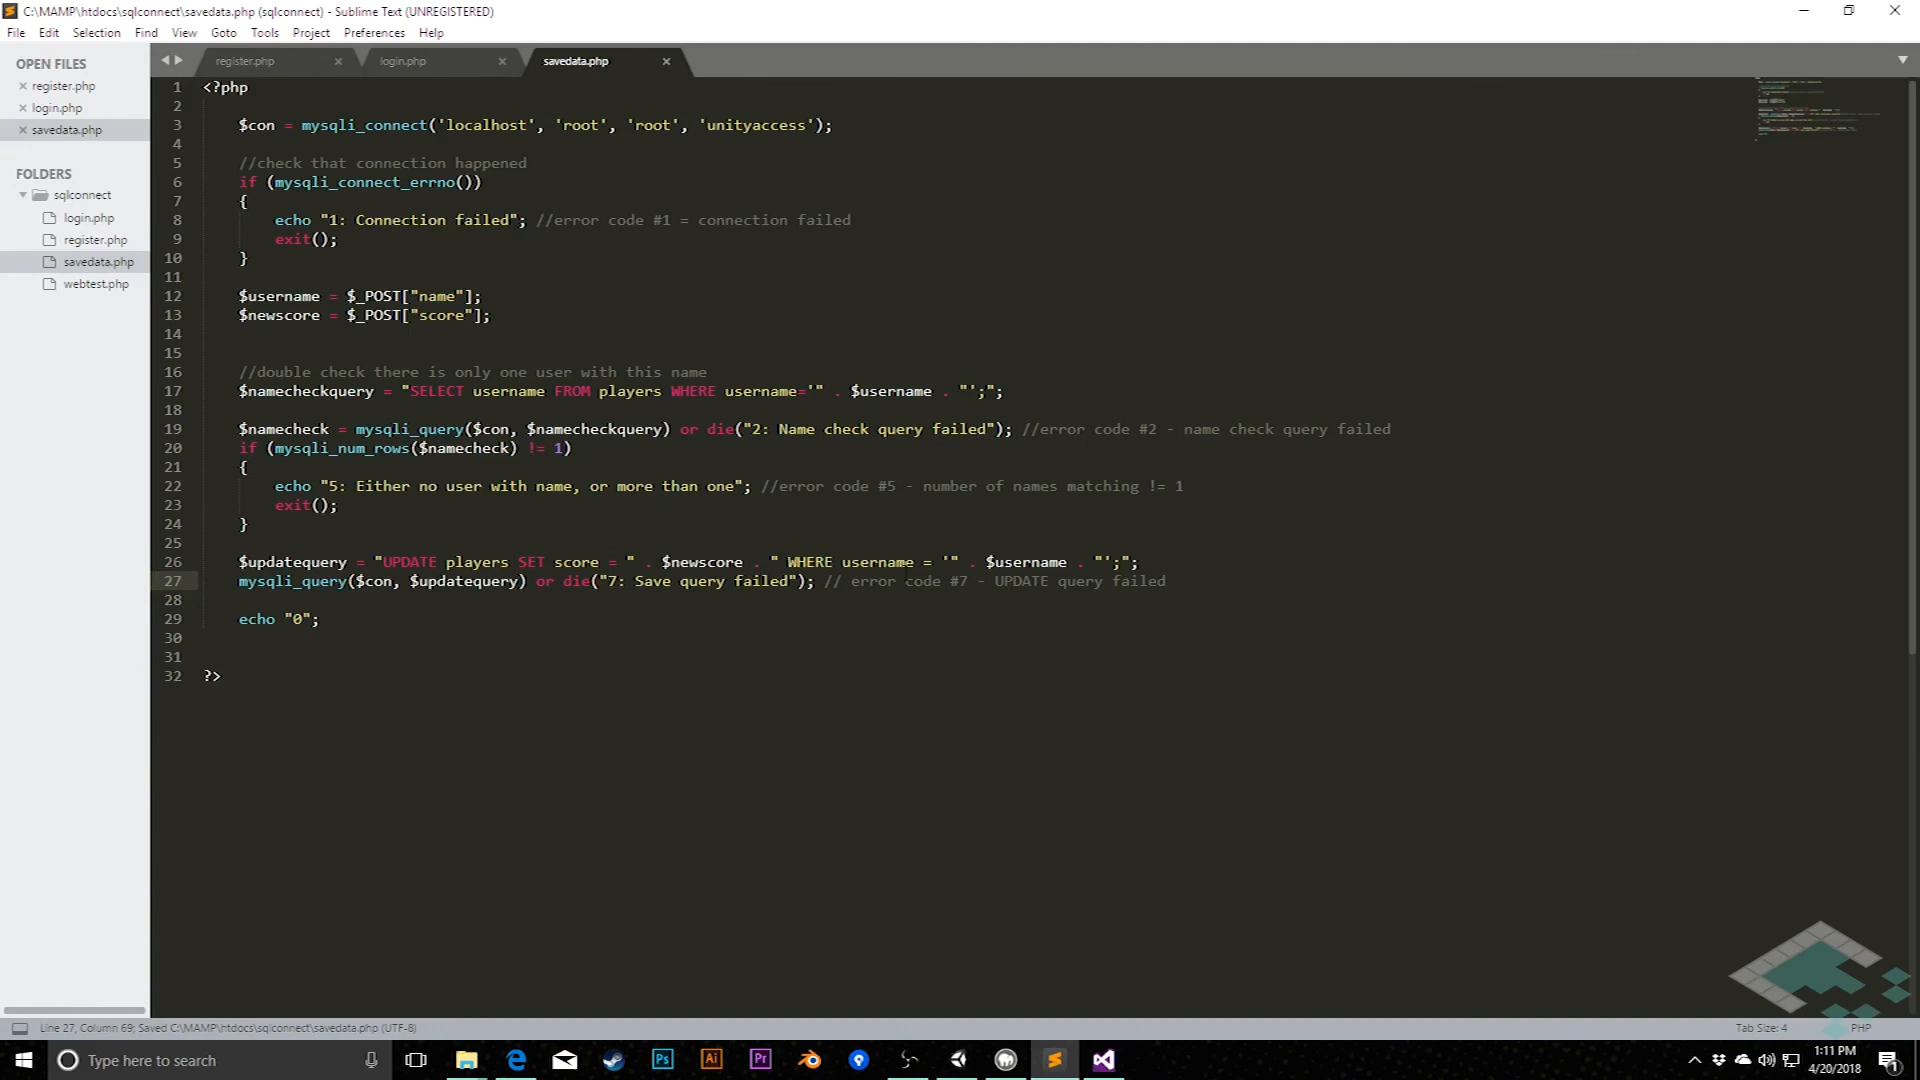 C:\MAMP\htdocs\sqlconnect\savedata.php (sqlconnect) - Sublime Text (UNREGISTERED)
File Edit Selection Find View Goto Tools Project Preferences Help
OPEN FILES
register.php
login.php
savedata.php
FOLDERS
sqlconnect
login.php
register.php
savedata.php
webtest.php
register.php login.php savedata.php
1 <?php
2
3 $con = mysqli_connect('localhost', 'root', 'root', 'unityaccess');
4
5 //check that connection happened
6 if (mysqli_connect_errno())
7 {
8 echo "1: Connection failed"; //error code #1 = connection failed
9 exit();
10 }
11
12 $username = $_POST["name"];
13 $newscore = $_POST["score"];
14
15
16 //double check there is only one user with this name
17 $namecheckquery = "SELECT username FROM players WHERE username='" . $username . "';";
18
19 $namecheck = mysqli_query($con, $namecheckquery) or die("2: Name check query failed"); //error code #2 - name check query failed
20 if (mysqli_num_rows($namecheck) != 1)
21 {
22 echo "5: Either no user with name, or more than one"; //error code #5 - number of names matching != 1
23 exit();
24 }
25
26 $updatequery = "UPDATE players SET score = " . $newscore . " WHERE username = '" . $username . "';";
27 mysqli_query($con, $updatequery) or die("7: Save query failed"); // error code #7 - UPDATE query failed
28
29 echo "0";
30
31
32 ?>
Line 27, Column 69; Saved C:\MAMP\htdocs\sqlconnect\savedata.php (UTF-8) Tab Size: 4 PHP
Type here to search
Ps
Ai
Pr
1:11 PM
4/20/2018
1